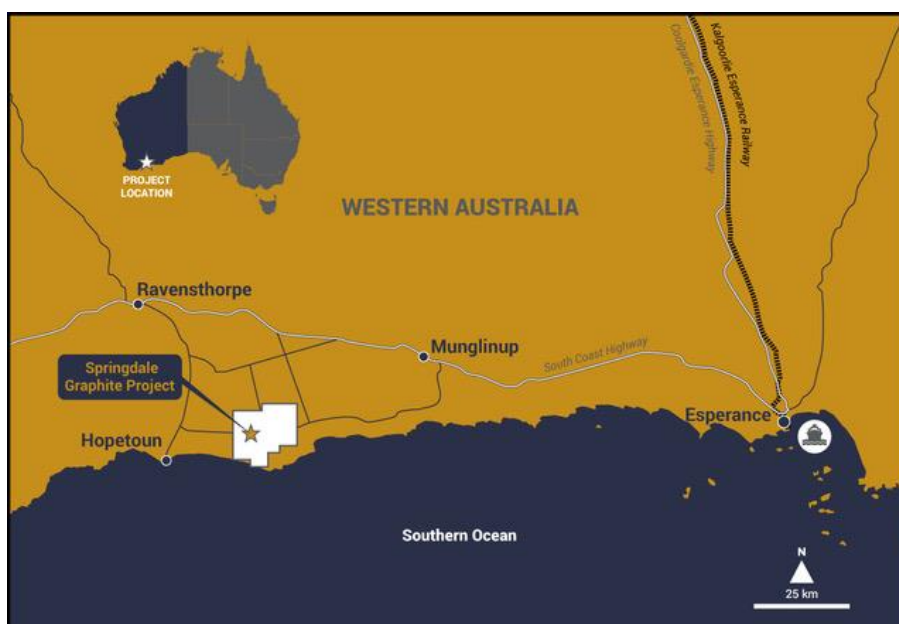 Coolgardie Esperance Highway
Kalgoorlie Esperance Railway
PROJECT
LOCATION
WESTERN AUSTRALIA
Ravensthorpe
Munglinup
South Coast Highway
Springdale
Graphite Project
Esperance
Hopetoun
Southern Ocean
N
25 km